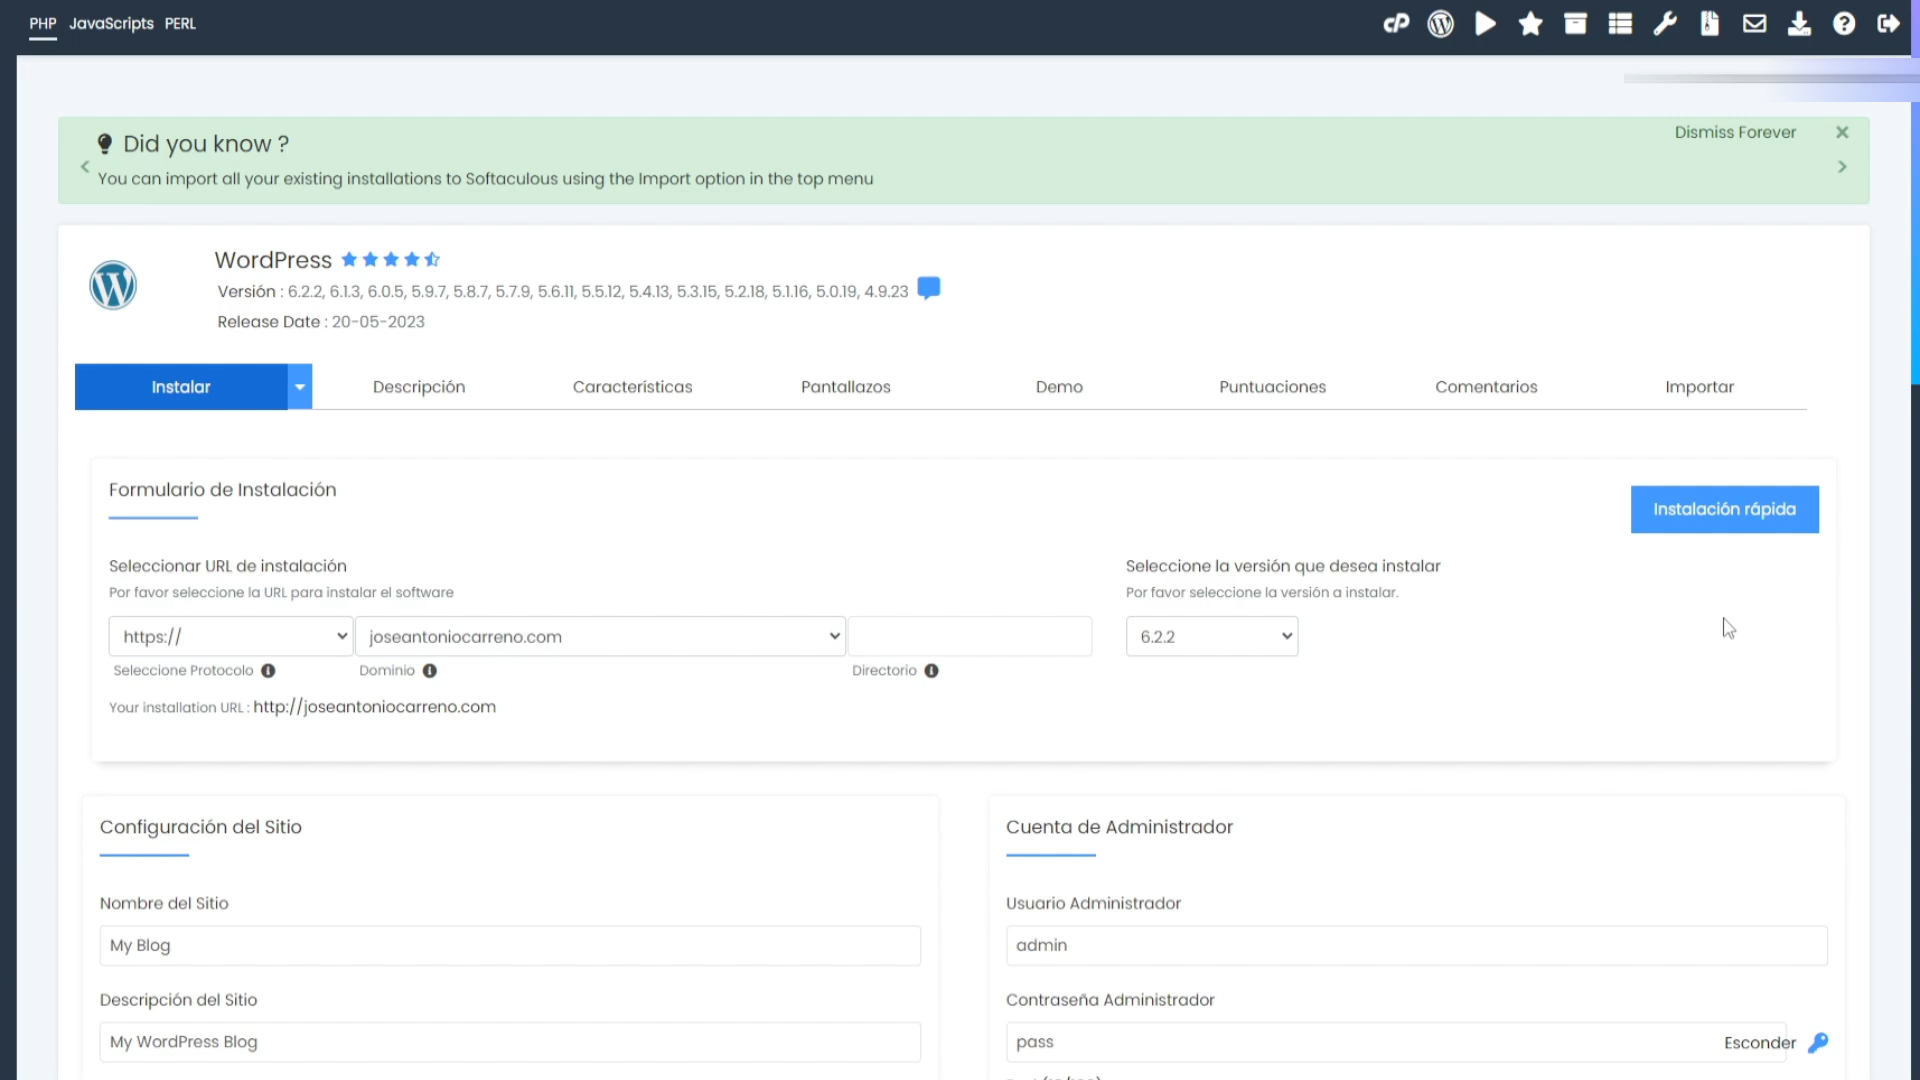 PHP JavaScripts PERL
Did you know ?
Dismiss Forever
You can import all your existing installations to Softaculous using the Import option in the top menu
WordPress
Versión : 6.2.2, 6.1.3, 6.0.5, 5.9.7, 5.8.7, 5.7.9, 5.6.11, 5.5.12, 5.4.13, 5.3.15, 5.2.18, 5.1.16, 5.0.19, 4.9.23
Release Date : 20-05-2023
Instalar Descripción Características Pantallazos Demo Puntuaciones Comentarios Importar
Formulario de Instalación
Instalación rápida
Seleccionar URL de instalación
Por favor seleccione la URL para instalar el software
Seleccione la versión que desea instalar
Por favor seleccione la versión a instalar.
https:// joseantoniocarreno.com
6.2.2
Seleccione Protocolo Dominio Directorio
Your installation URL : http://joseantoniocarreno.com
Configuración del Sitio
Nombre del Sitio
My Blog
Descripción del Sitio
My WordPress Blog
Cuenta de Administrador
Usuario Administrador
admin
Contraseña Administrador
pass Esconder